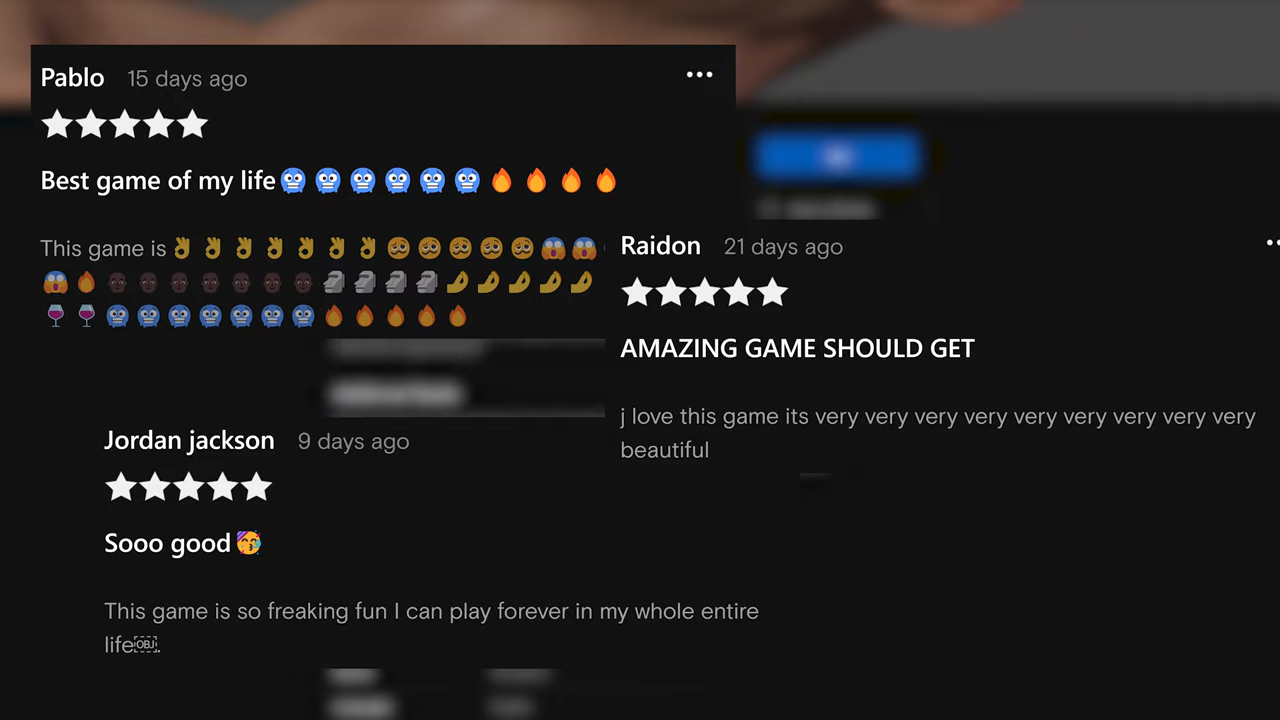 Pablo 15 days ago
Best game of my life🥶🥶🥶🥶🥶🥶🔥🔥🔥🔥
This game is👌👌👌👌👌👌👌🥴🥴🥴🥴🥴😱😱
😱🔥👨🏿‍🦲👨🏿‍🦲👨🏿‍🦲👨🏿‍🦲👨🏿‍🦲👨🏿‍🦲👨🏿‍🦲🗿🗿🗿🗿🤌🤌🤌🤌🤌
🍷🍷🥶🥶🥶🥶🥶🥶🥶🔥🔥🔥🔥🔥
Raidon 21 days ago
AMAZING GAME SHOULD GET
j love this game its very very very very very very very very very
beautiful
Jordan jackson 9 days ago
Sooo good🥳
This game is so freaking fun I can play forever in my whole entire
life￼.